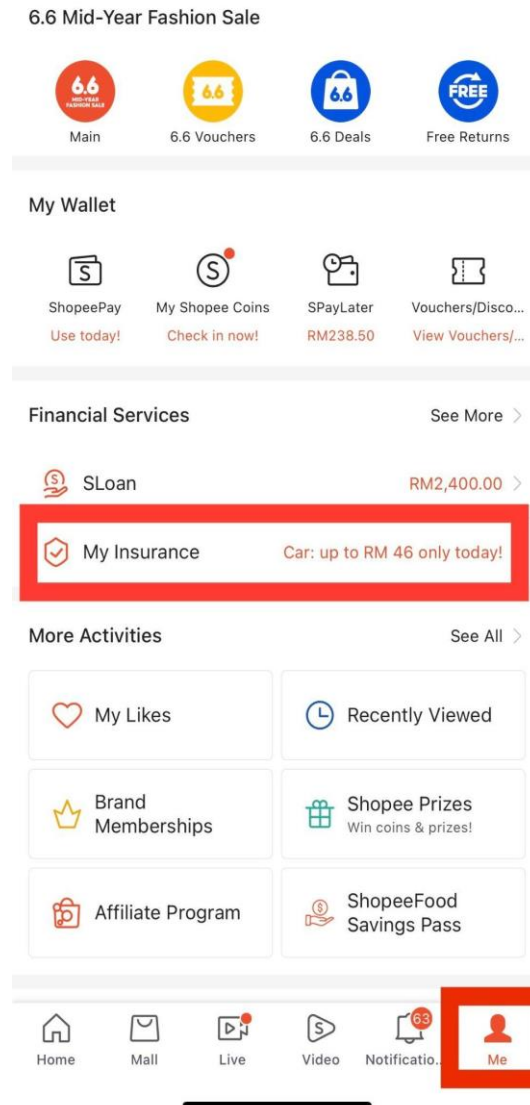 6.6 Mid-Year Fashion Sale
6.6
MID-YEAR
FASHION SALE
6.6
6.6
FREE
Main
6.6 Vouchers
6.6 Deals
Free Returns
My Wallet
ShopeePay
My Shopee Coins
SPayLater
Vouchers/Disco...
Use today!
Check in now!
RM238.50
View Vouchers/...
Financial Services
See More
SLoan
RM2,400.00
My Insurance
Car: up to RM 46 only today!
More Activities
See All
My Likes
Recently Viewed
Brand
Memberships
Shopee Prizes
Win coins & prizes!
Affiliate Program
ShopeeFood
Savings Pass
63
Home
Mall
Live
Video
Notificatio..
Me